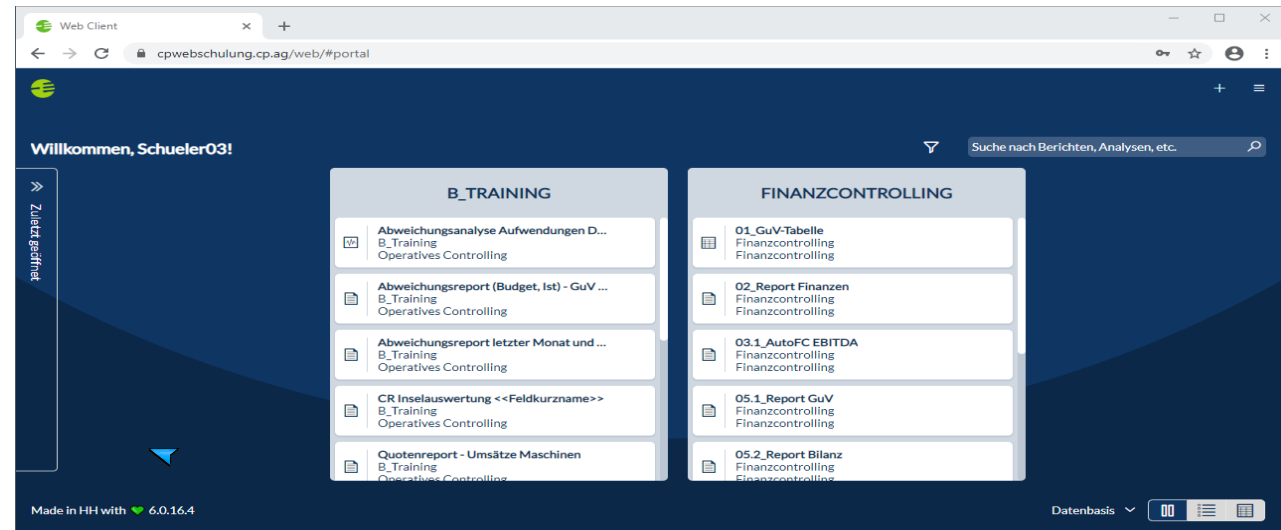 Web Client
cpwebschulung.cp.ag/web/#portal
Willkommen, Schueler03!
Suche nach Berichten, Analysen, etc.
Zuletzt geöffnet
B_TRAINING
Abweichungsanalyse Aufwendungen D...
B_Training
Operatives Controlling
Abweichungsreport (Budget, Ist) - GuV ...
B_Training
Operatives Controlling
Abweichungsreport letzter Monat und ...
B_Training
Operatives Controlling
CR Inselauswertung <<Feldkurzname>>
B_Training
Operatives Controlling
Quotenreport - Umsätze Maschinen
B_Training
Operatives Controlling
FINANZCONTROLLING
01_GuV-Tabelle
Finanzcontrolling
Finanzcontrolling
02_Report Finanzen
Finanzcontrolling
Finanzcontrolling
03.1_AutoFC EBITDA
Finanzcontrolling
Finanzcontrolling
05.1_Report GuV
Finanzcontrolling
Finanzcontrolling
05.2_Report Bilanz
Finanzcontrolling
Finanzcontrolling
Made in HH with 6.0.16.4
Datenbasis